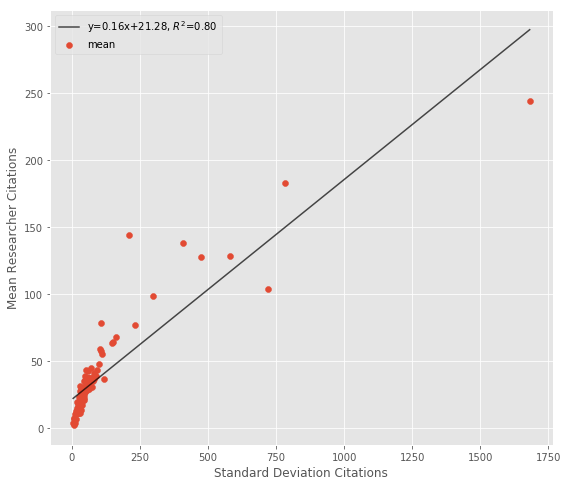 y=0.16x+21.28, R²=0.80
mean
300
250
200
150
100
50
0
Mean Researcher Citations
0 250 500 750 1000 1250 1500 1750
Standard Deviation Citations